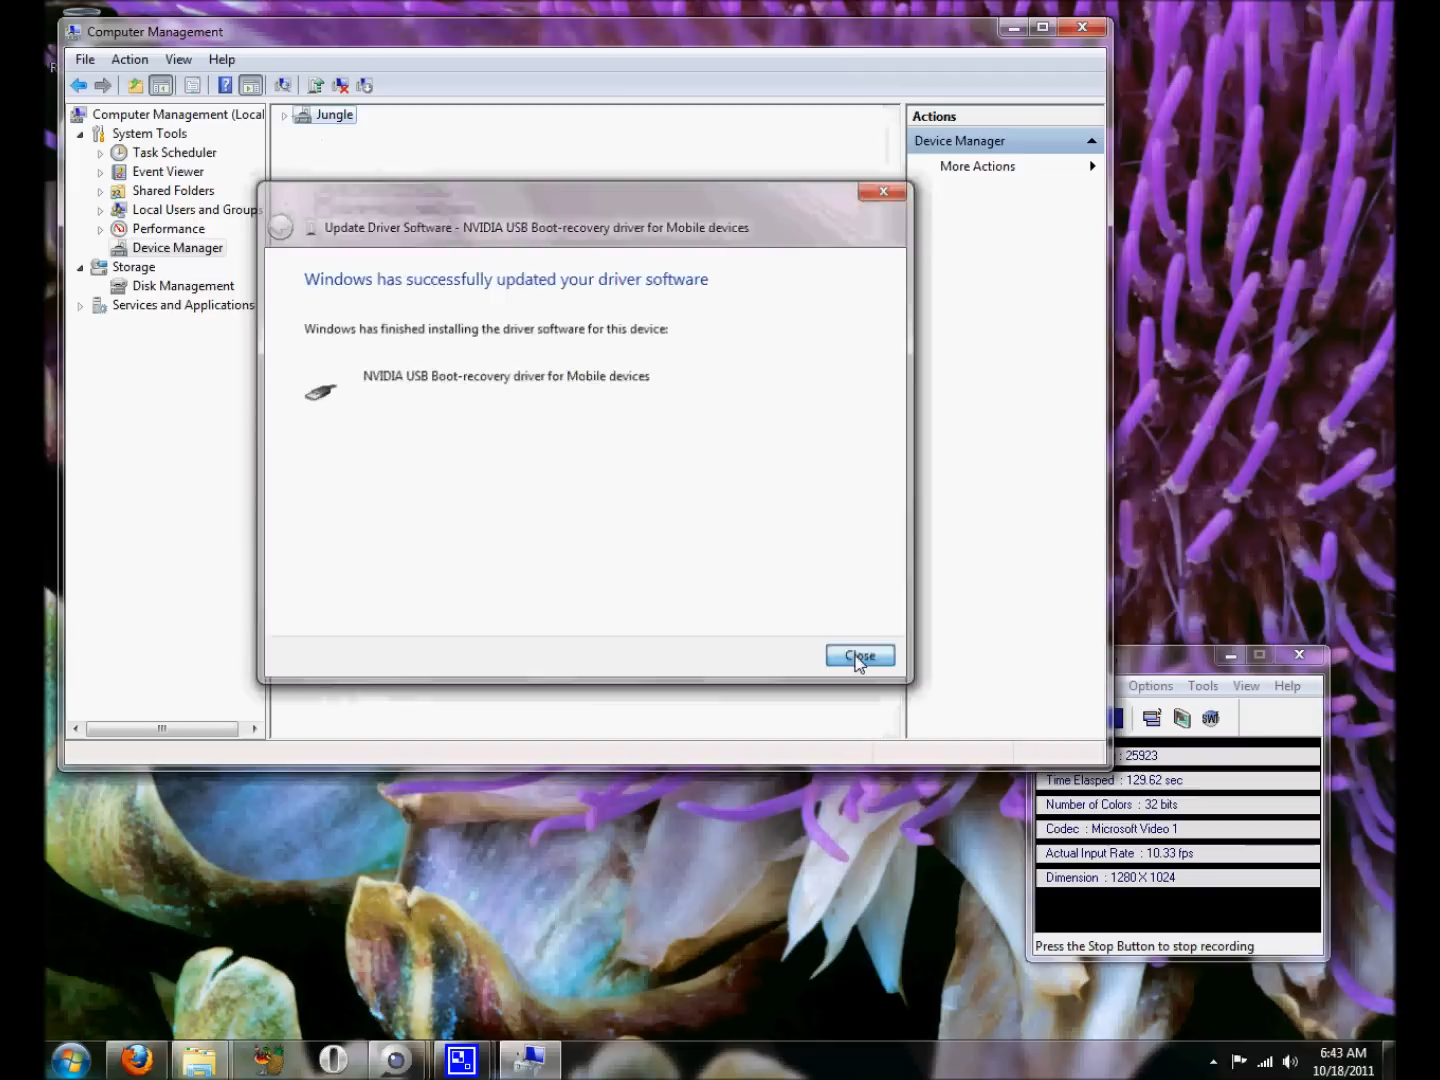 Computer Management
File Action View Help
Computer Management (Local
System Tools
Task Scheduler
Event Viewer
Shared Folders
Local Users and Groups
Performance
Device Manager
Storage
Disk Management
Services and Applications
Jungle
Actions
Device Manager
More Actions
Update Driver Software - NVIDIA USB Boot-recovery driver for Mobile devices
Windows has successfully updated your driver software
Windows has finished installing the driver software for this device:
NVIDIA USB Boot-recovery driver for Mobile devices
Close
Options Tools View Help
SWF
: 25923
Time Elasped : 129.62 sec
Number of Colors : 32 bits
Codec : Microsoft Video 1
Actual Input Rate : 10.33 fps
Dimension : 1280 X 1024
Press the Stop Button to stop recording
6:43 AM
10/18/2011